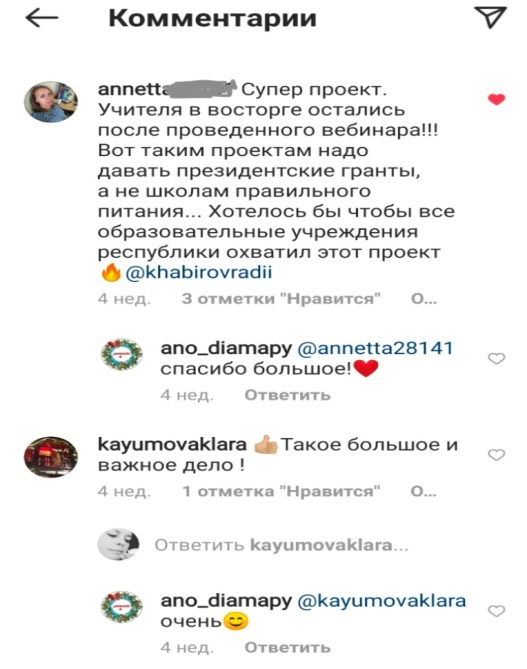 Комментарии
annetta Супер проект.
Учителя в восторге остались
после проведенного вебинара!!!
Вот таким проектам надо
давать президентские гранты,
а не школам правильного
питания... Хотелось бы чтобы все
образовательные учреждения
республики охватил этот проект
🔥 @khabirovradii
4 нед. 3 отметки "Нравится" О...
ano_diamapy @annetta28141
спасибо большое!❤
4 нед. Ответить
kayumovaklara 👍🏼 Такое большое и
важное дело !
4 нед. 1 отметка "Нравится" О...
Ответить kayumovaklara...
ano_diamapy @kayumovaklara
очень😊
4 нед. Ответить